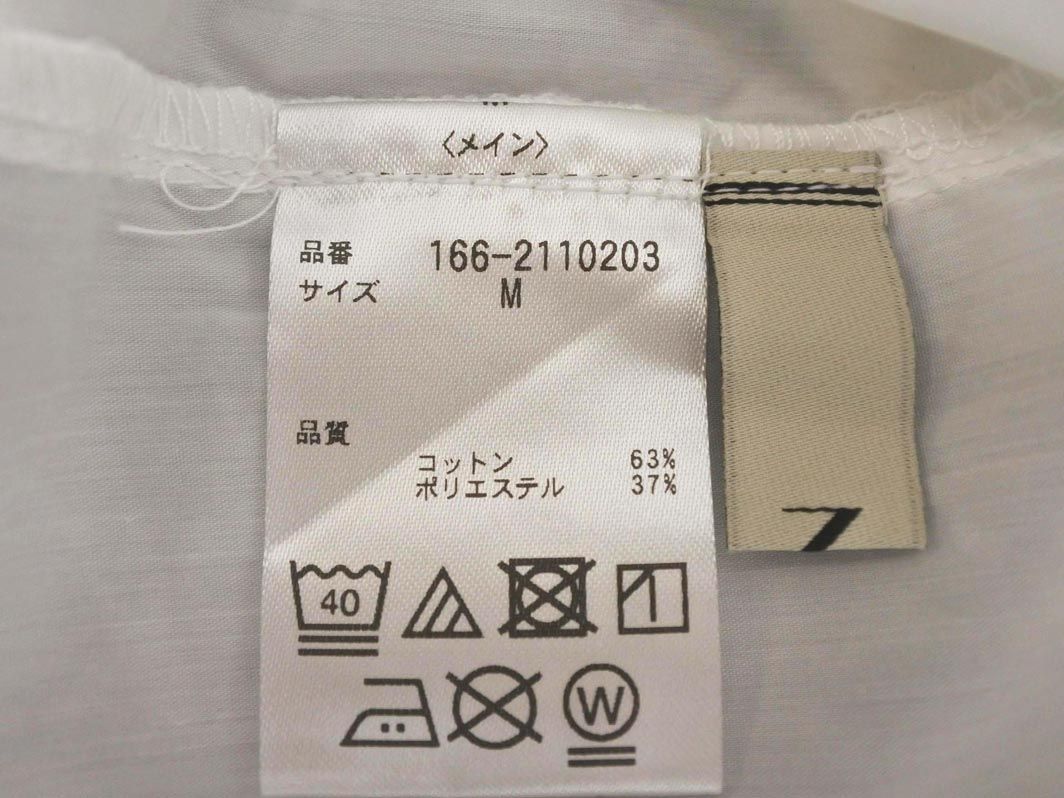 〈メイン〉
品番 166-2110203
サイズ M
品質
コットン 63%
ポリエステル 37%
40
W